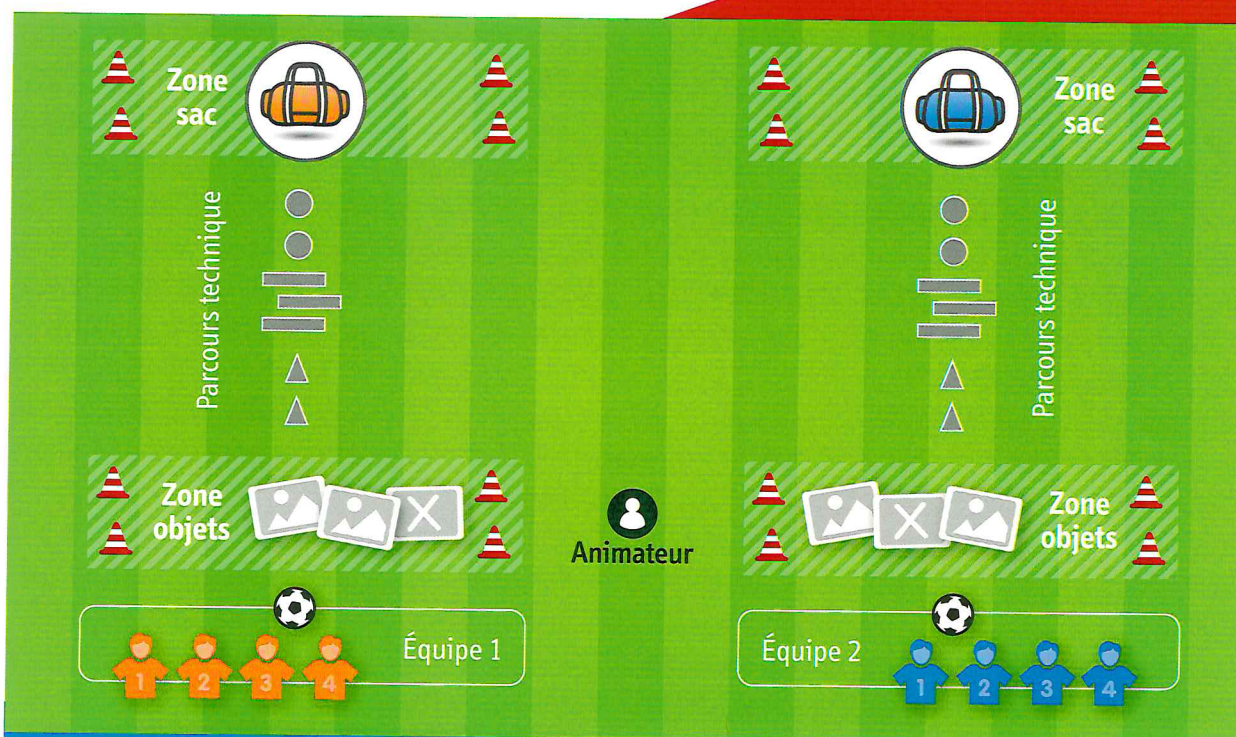 Zone
sac
Zone
sac
Parcours technique
Parcours technique
Zone
objets
Animateur
Zone
objets
Équipe 1
1 2 3 4
Équipe 2
1 2 3 4